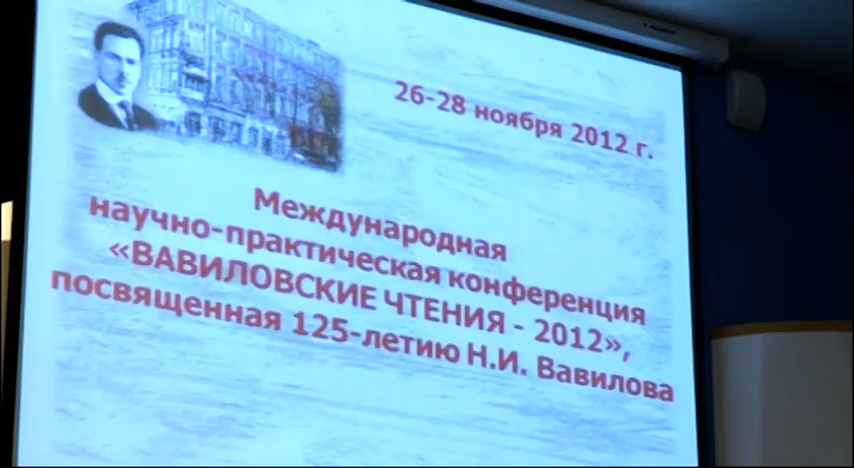 26-28 ноября 2012 г.
Международная
научно-практическая конференция
«ВАВИЛОВСКИЕ ЧТЕНИЯ - 2012»,
посвященная 125-летию Н.И. Вавилова